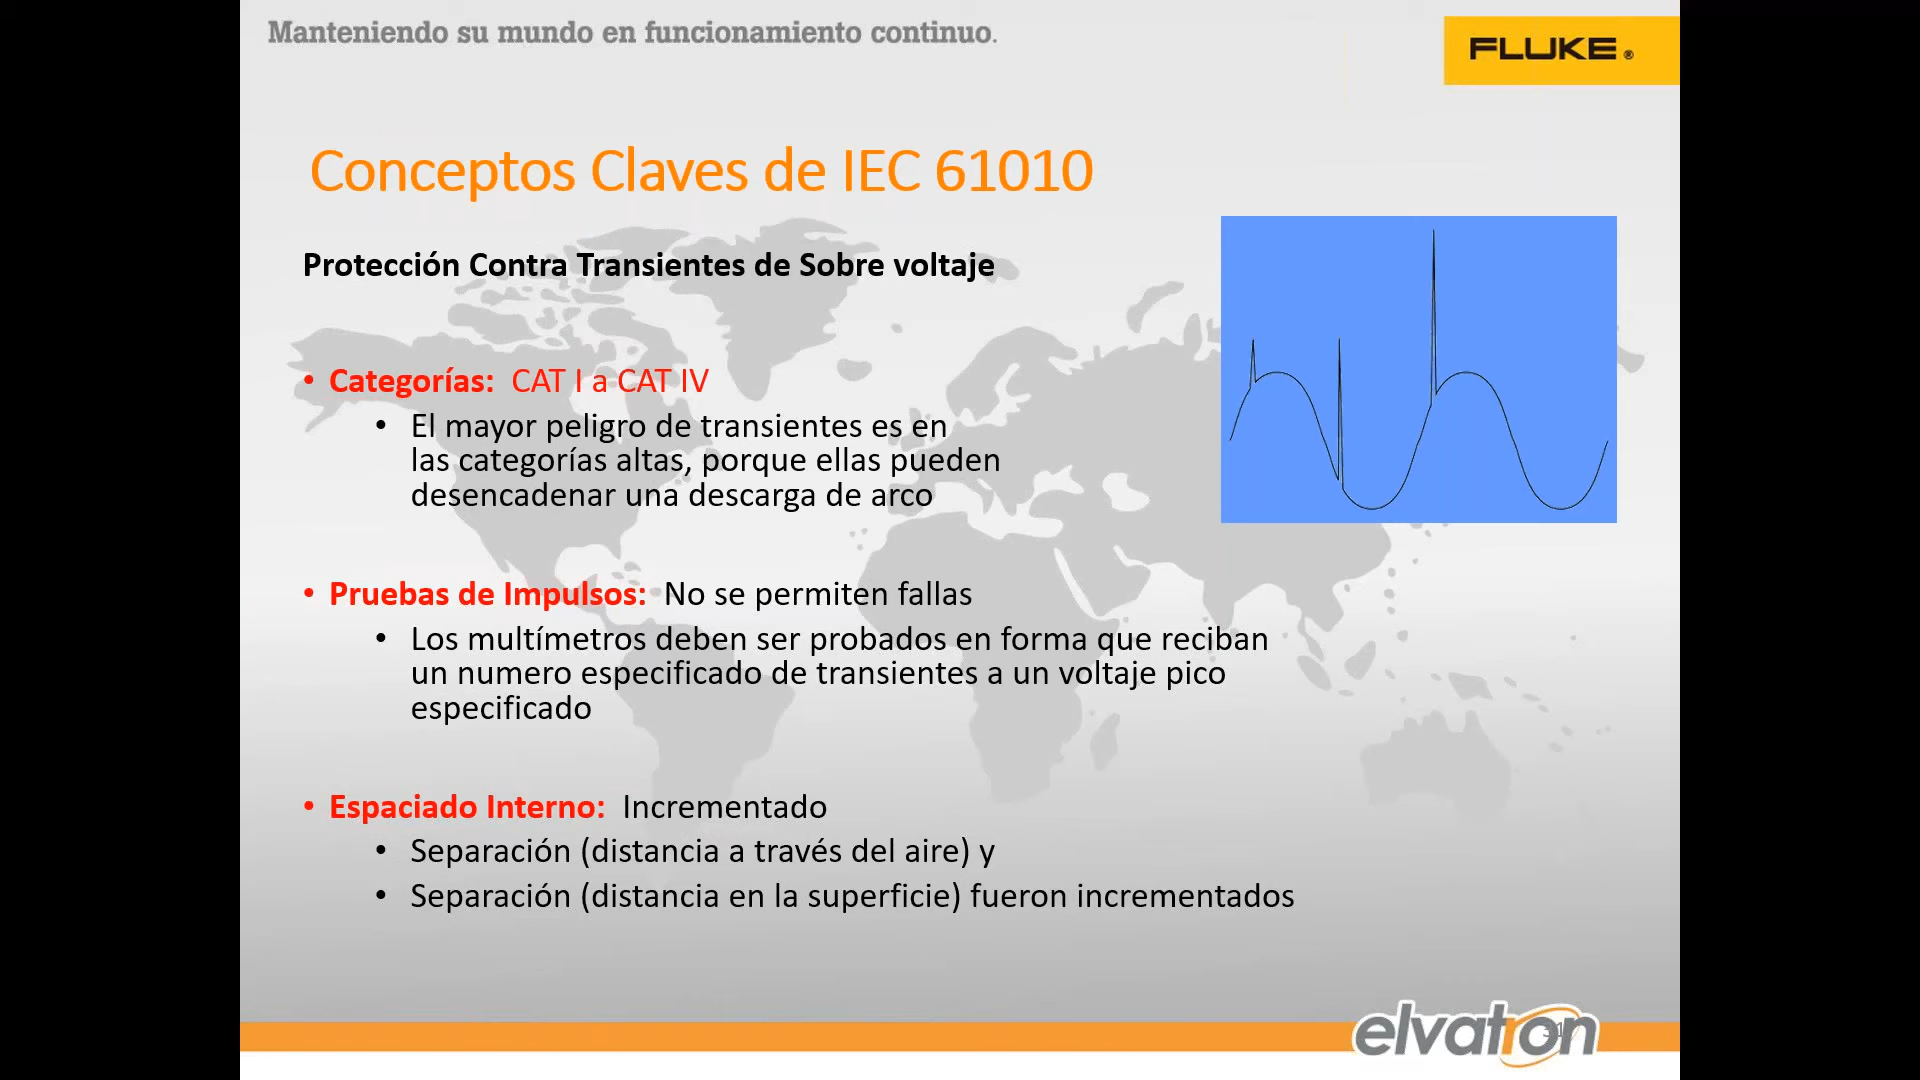 Manteniendo su mundo en funcionamiento continuo.
FLUKE®
Conceptos Claves de IEC 61010
Protección Contra Transientes de Sobre voltaje
• Categorías: CAT I a CAT IV
• El mayor peligro de transientes es en
las categorías altas, porque ellas pueden
desencadenar una descarga de arco
• Pruebas de Impulsos: No se permiten fallas
• Los multímetros deben ser probados en forma que reciban
un numero especificado de transientes a un voltaje pico
especificado
• Espaciado Interno: Incrementado
• Separación (distancia a través del aire) y
• Separación (distancia en la superficie) fueron incrementados
elvatron
31